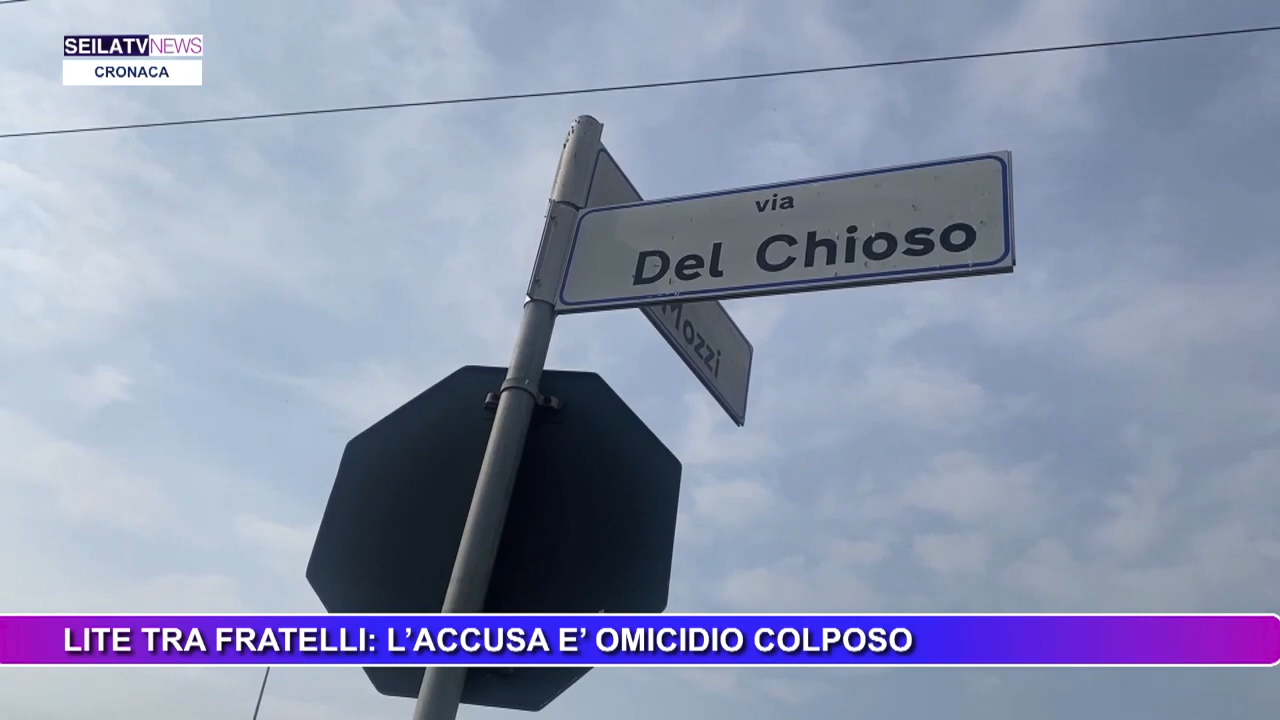 SEILATVNEWS
CRONACA
via
Del Chioso
Mozzi
LITE TRA FRATELLI: L’ACCUSA E’ OMICIDIO COLPOSO